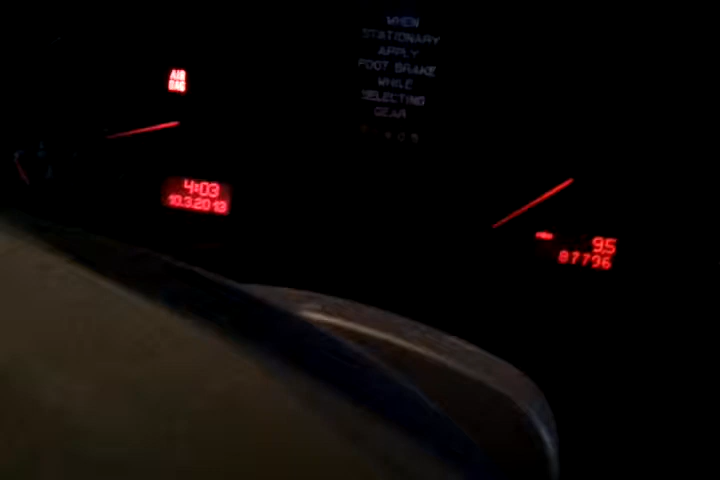 WHEN
STATIONARY
APPLY
FOOT BRAKE
WHILE
SELECTING
GEAR
AIR
BAG
4:03
10.3.2013
95
87796